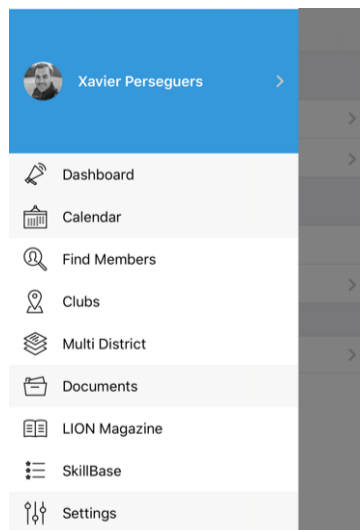 Xavier Perseguers
Dashboard
Calendar
Find Members
Clubs
Multi District
Documents
LION Magazine
SkillBase
Settings